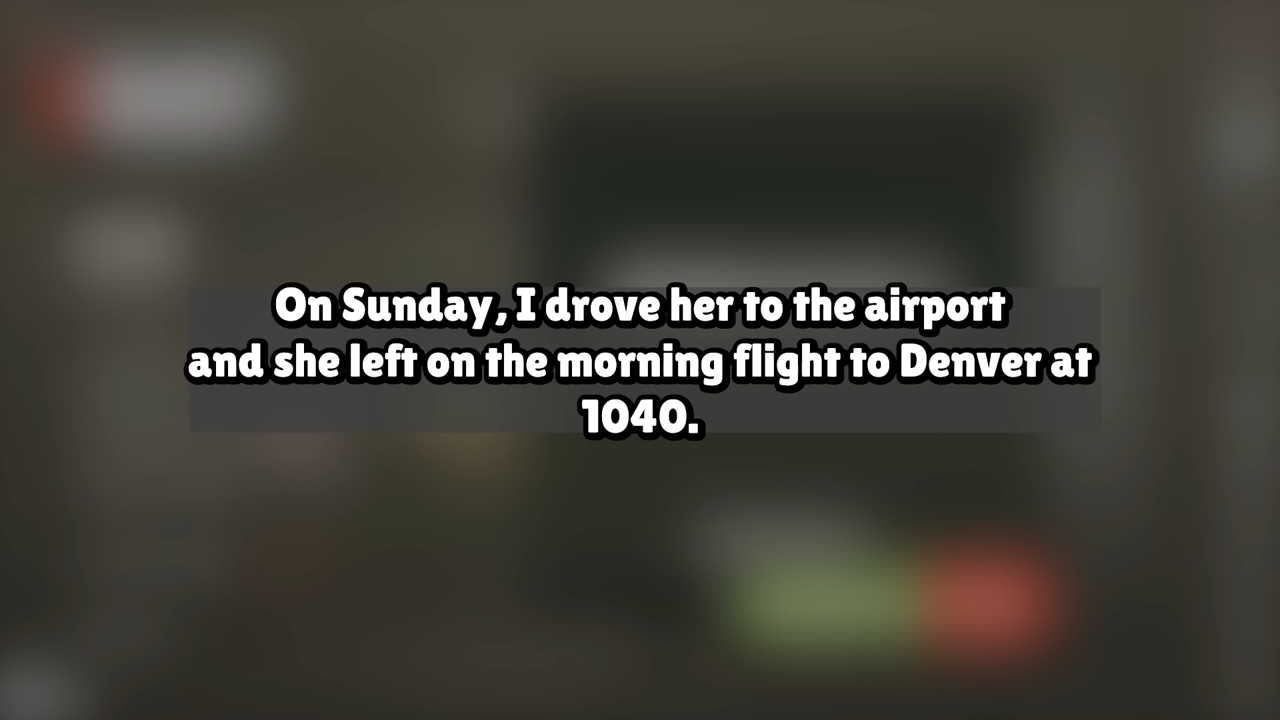 On Sunday, I drove her to the airport
and she left on the morning flight to Denver at
1040.